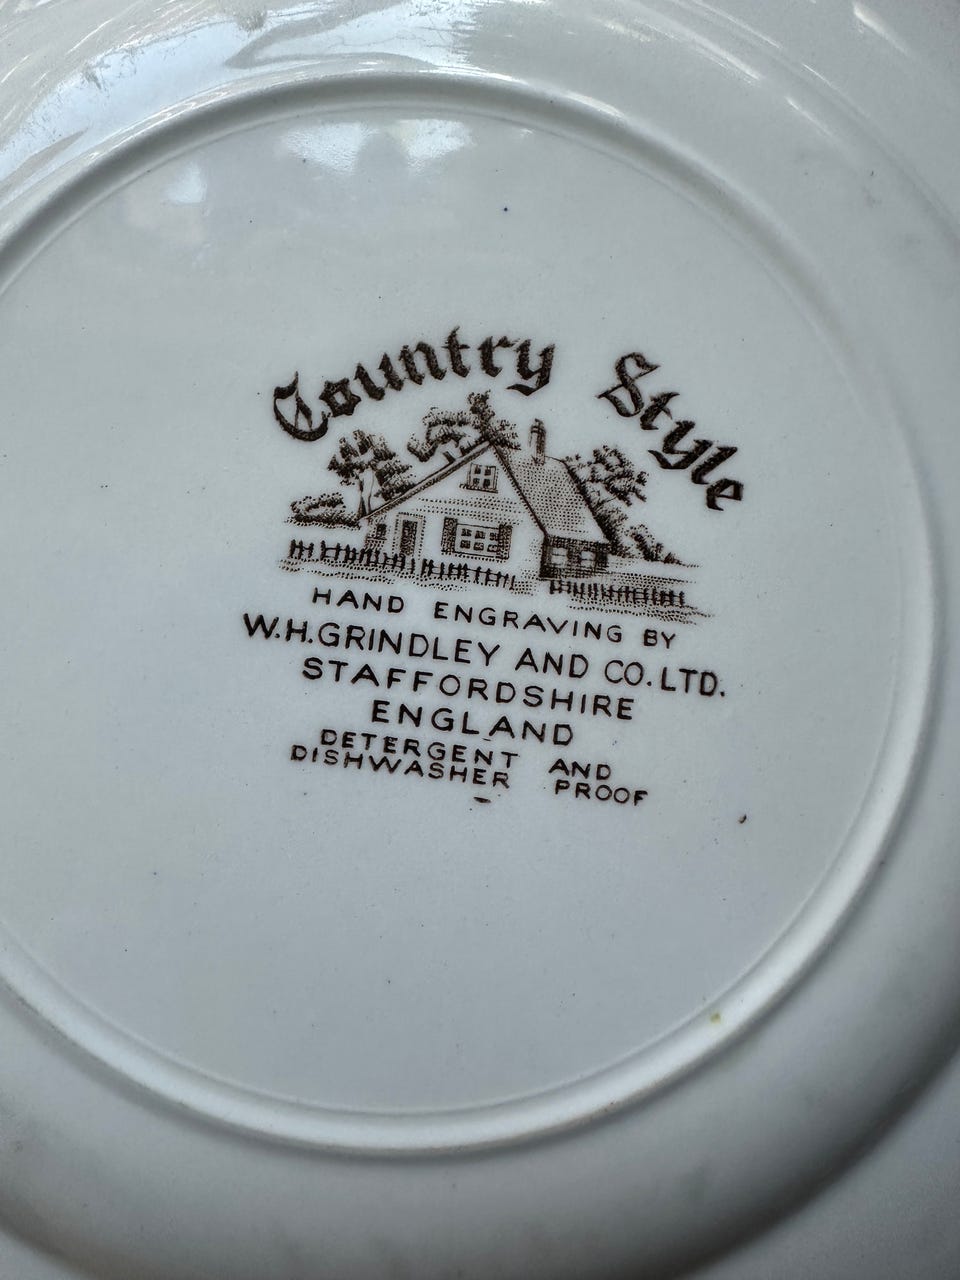 Country Style
HAND ENGRAVING BY
W.H.GRINDLEY AND CO.LTD.
STAFFORDSHIRE
ENGLAND
DETERGENT AND
DISHWASHER PROOF